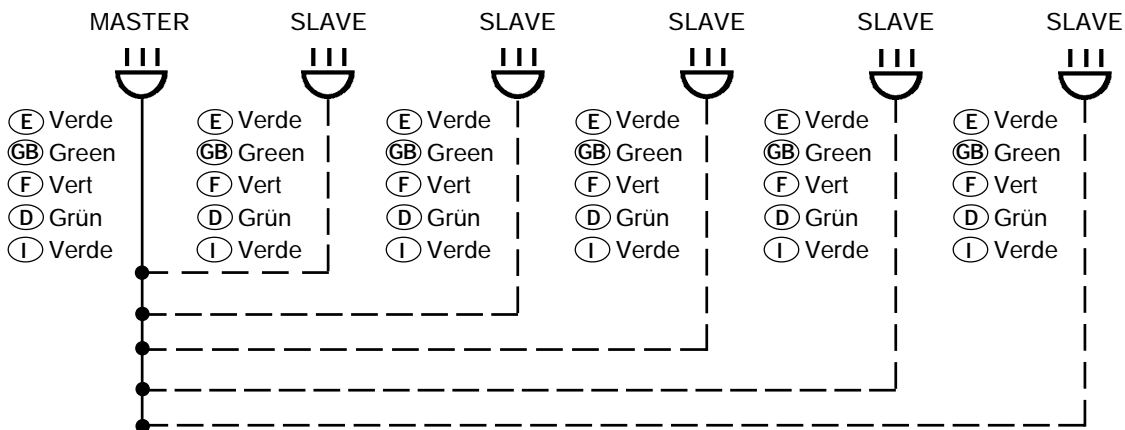 MASTER SLAVE SLAVE SLAVE SLAVE SLAVE
E Verde E Verde E Verde E Verde E Verde E Verde
GB Green GB Green GB Green GB Green GB Green GB Green
F Vert F Vert F Vert F Vert F Vert F Vert
D Grün D Grün D Grün D Grün D Grün D Grün
I Verde I Verde I Verde I Verde I Verde I Verde